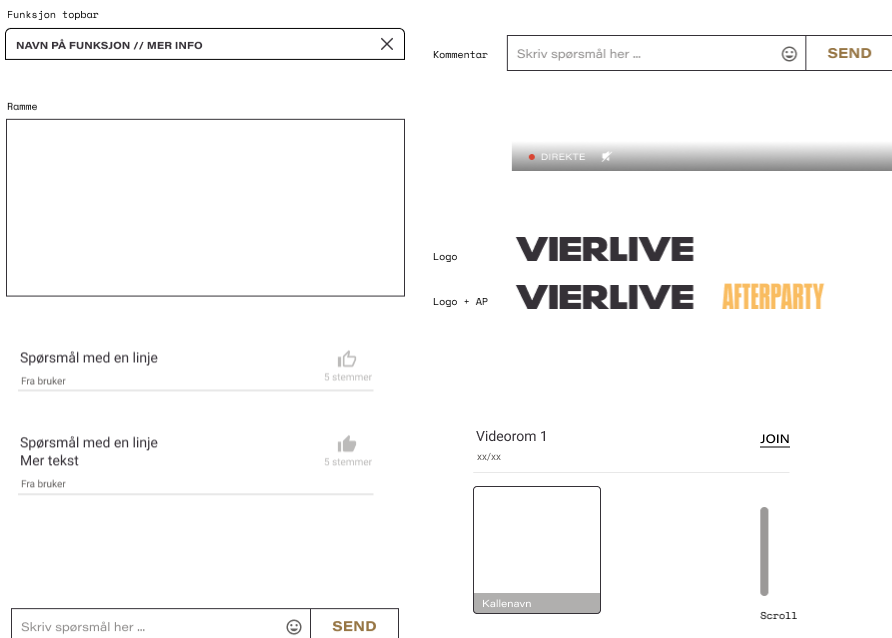 Funksjon topbar
NAVN PÅ FUNKSJON // MER INFO
Ramme
Spørsmål med en linje
Fra bruker
5 stemmer
Spørsmål med en linje
Mer tekst
Fra bruker
5 stemmer
Skriv spørsmål her ...
SEND
Kommentar
Skriv spørsmål her ...
SEND
DIREKTE
Logo
VIERLIVE
Logo + AP
VIERLIVE AFTERPARTY
Videorom 1
xx/xx
JOIN
Kallenavn
Scroll